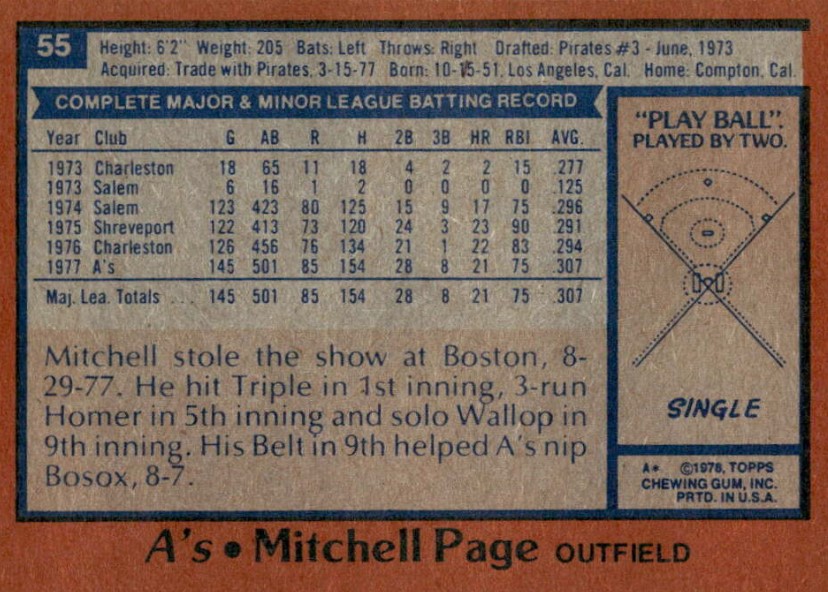 55 Height: 6'2" Weight: 205 Bats: Left Throws: Right Drafted: Pirates #3 - June, 1973
Acquired: Trade with Pirates, 3-15-77 Born: 10-15-51, Los Angeles, Cal. Home: Compton, Cal.
COMPLETE MAJOR & MINOR LEAGUE BATTING RECORD
Year Club G AB R H 2B 3B HR RBI AVG.
1973 Charleston 18 65 11 18 4 2 2 15 .277
1973 Salem 6 16 1 2 0 0 0 0 .125
1974 Salem 123 423 80 125 15 9 17 75 .296
1975 Shreveport 122 413 73 120 24 3 23 90 .291
1976 Charleston 126 456 76 134 21 1 22 83 .294
1977 A's 145 501 85 154 28 8 21 75 .307
Maj. Lea. Totals ... 145 501 85 154 28 8 21 75 .307
Mitchell stole the show at Boston, 8-
29-77. He hit Triple in 1st inning, 3-run
Homer in 5th inning and solo Wallop in
9th inning. His Belt in 9th helped A's nip
Bosox, 8-7.
"PLAY BALL".
PLAYED BY TWO.
SINGLE
A* ©1978, TOPPS
CHEWING GUM, INC.
PRTD. IN U.S.A.
A's • Mitchell Page OUTFIELD